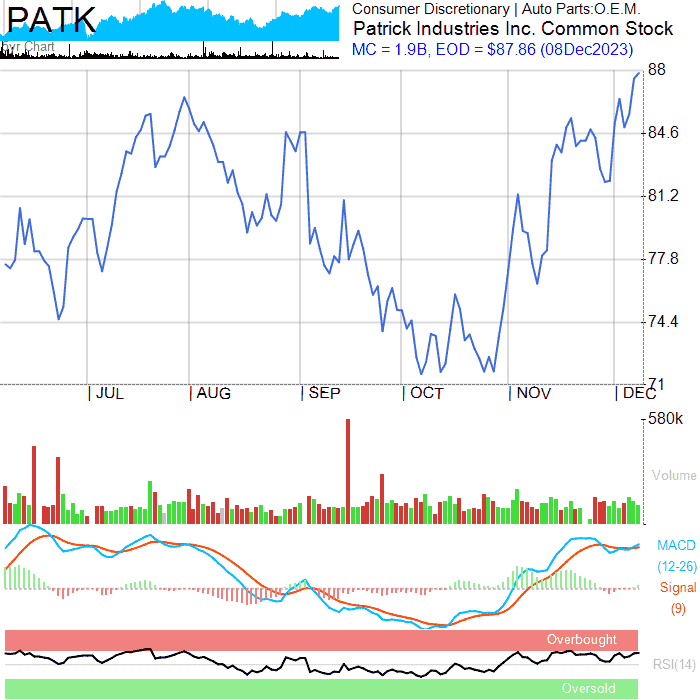 PATK
Consumer Discretionary | Auto Parts:O.E.M.
Patrick Industries Inc. Common Stock
MC = 1.9B, EOD = $87.86 (08Dec2023)
Chart
88
84.6
81.2
77.8
74.4
71
JUL AUG SEP OCT NOV DEC
580k
Volume
MACD
(12-26)
Signal
(9)
Overbought
RSI(14)
Oversold